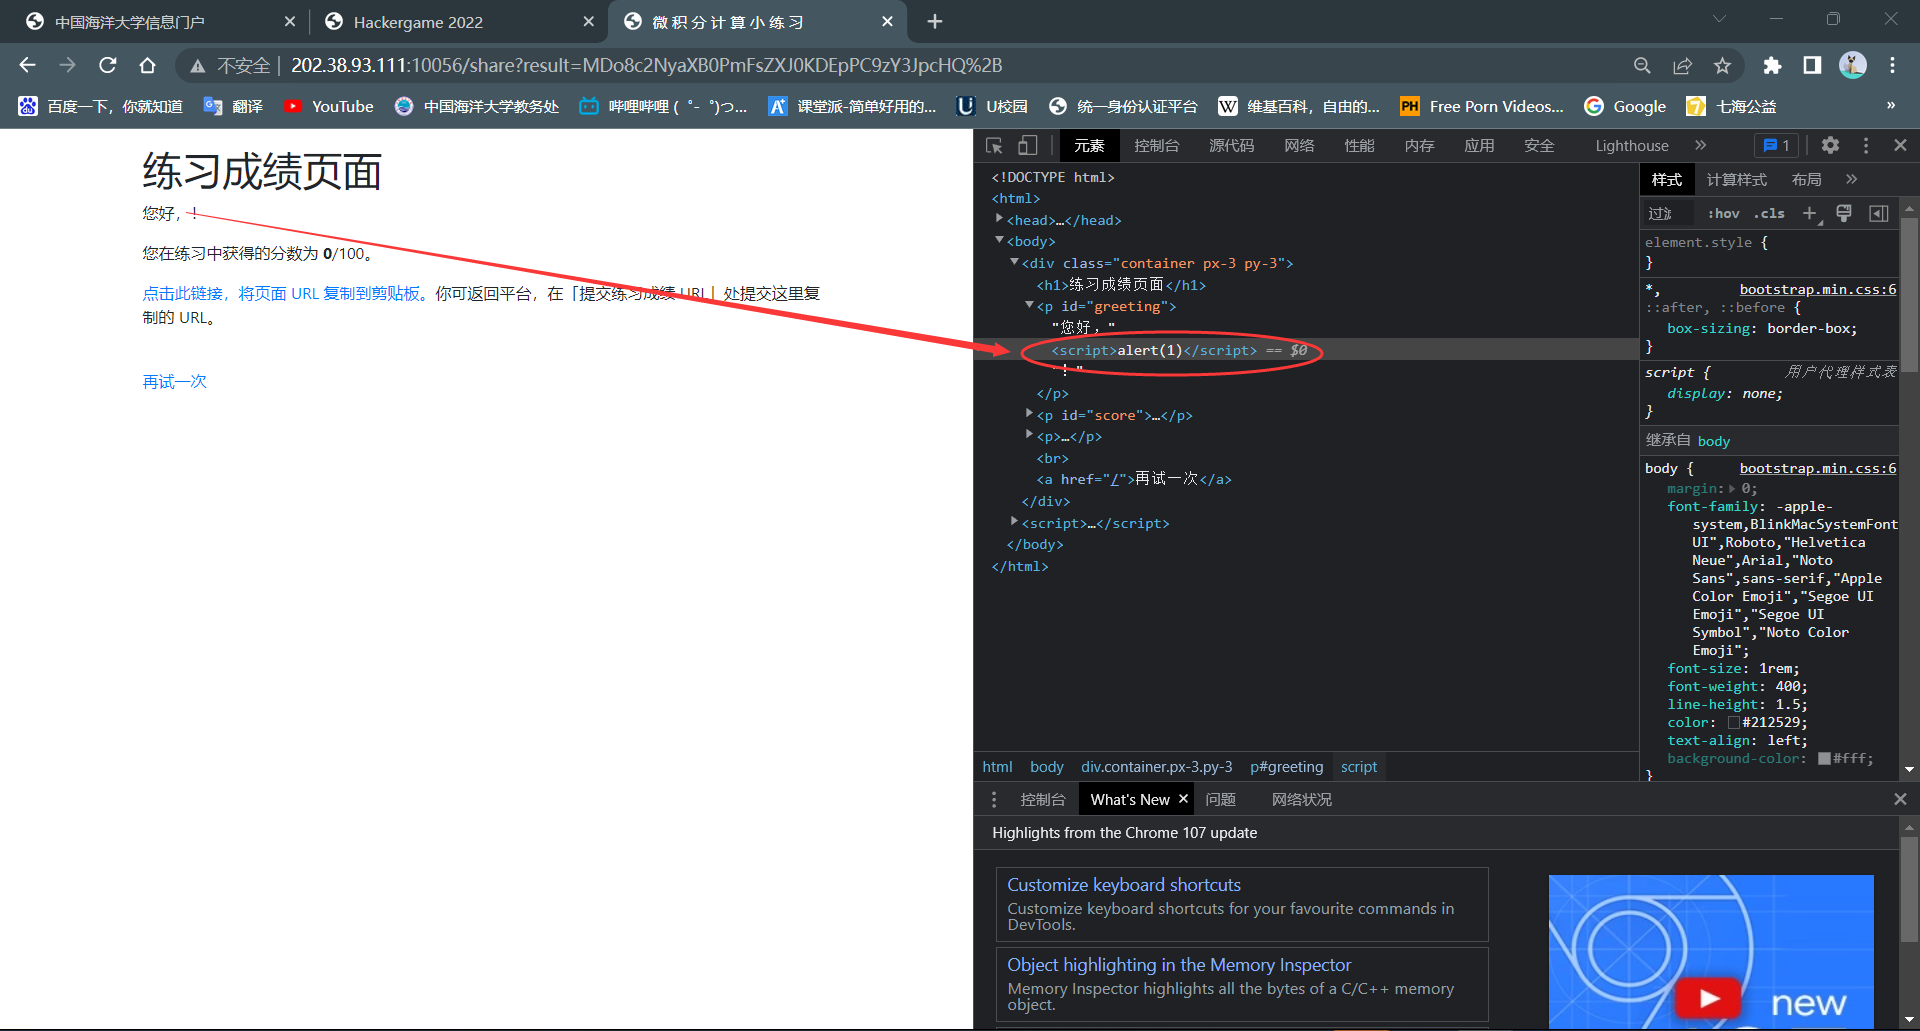 中国海洋大学信息门户
Hackergame 2022
微积分计算小练习
不安全
202.38.93.111:10056/share?result=MDo8c2NyaXB0PmFsZXJ0KDEpPC9zY3JpcHQ%2B
百度一下，你就知道
翻译
YouTube
中国海洋大学教务处
哔哩哔哩 (゜-゜)つ...
课堂派-简单好用的...
U校园
统一身份认证平台
维基百科，自由的...
PH
Free Porn Videos...
Google
七海公益
»
练习成绩页面
您好，!
您在练习中获得的分数为 0/100。
点击此链接，将页面 URL 复制到剪贴板。你可返回平台，在「提交练习成绩 URL」处提交这里复
制的 URL。
再试一次
元素
控制台
源代码
网络
性能
内存
应用
安全
Lighthouse
»
1
<!DOCTYPE html>
<html>
<head>…</head>
<body>
<div class="container px-3 py-3">
<h1>练习成绩页面</h1>
<p id="greeting">
"您好，"
<script>alert(1)</script> == $0
"!"
</p>
<p id="score">…</p>
<p>…</p>
<br>
<a href="/">再试一次</a>
</div>
<script>…</script>
</body>
</html>
html
body
div.container.px-3.py-3
p#greeting
script
样式
计算样式
布局
»
过滤
:hov
.cls
element.style {
}
*,
bootstrap.min.css:6
::after, ::before {
box-sizing: border-box;
}
script {
用户代理样式表
display: none;
}
继承自 body
body {
bootstrap.min.css:6
margin: 0;
font-family: -apple-
system,BlinkMacSystemFont
UI",Roboto,"Helvetica
Neue",Arial,"Noto
Sans",sans-serif,"Apple
Color Emoji","Segoe UI
Emoji","Segoe UI
Symbol","Noto Color
Emoji";
font-size: 1rem;
font-weight: 400;
line-height: 1.5;
color: #212529;
text-align: left;
background-color: #fff;
}
控制台
What's New
问题
网络状况
Highlights from the Chrome 107 update
Customize keyboard shortcuts
Customize keyboard shortcuts for your favourite commands in
DevTools.
Object highlighting in the Memory Inspector
Memory Inspector highlights all the bytes of a C/C++ memory
object.
new